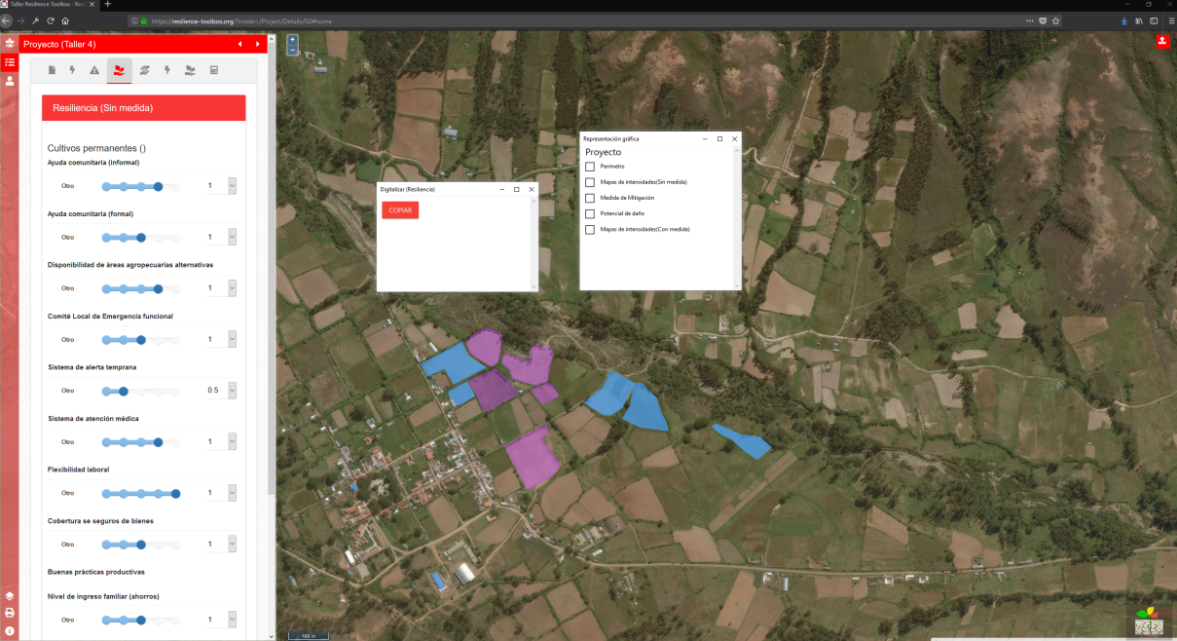 Taller Resilience Toolbox - Res
https://resilience-toolbox.org/?inside=/Project/Details/50#home
Proyecto (Taller 4)
Resiliencia (Sin medida)
Cultivos permanentes ()
Ayuda comunitaria (informal)
Otro 1
Ayuda comunitaria (formal)
Otro 1
Disponibilidad de áreas agropecuarias alternativas
Otro 1
Comité Local de Emergencia funcional
Otro 1
Sistema de alerta temprana
Otro 0.5
Sistema de atención médica
Otro 1
Flexibilidad laboral
Otro 1
Cobertura se seguros de bienes
Otro 1
Buenas prácticas productivas
Nivel de ingreso familiar (ahorros)
Otro 1
Digitalizar (Resiliencia)
COPIAR
Representación gráfica
Proyecto
Perímetro
Mapas de intensidades(Sin medida)
Medida de Mitigación
Potencial de daño
Mapas de intensidades(Con medida)
100 m